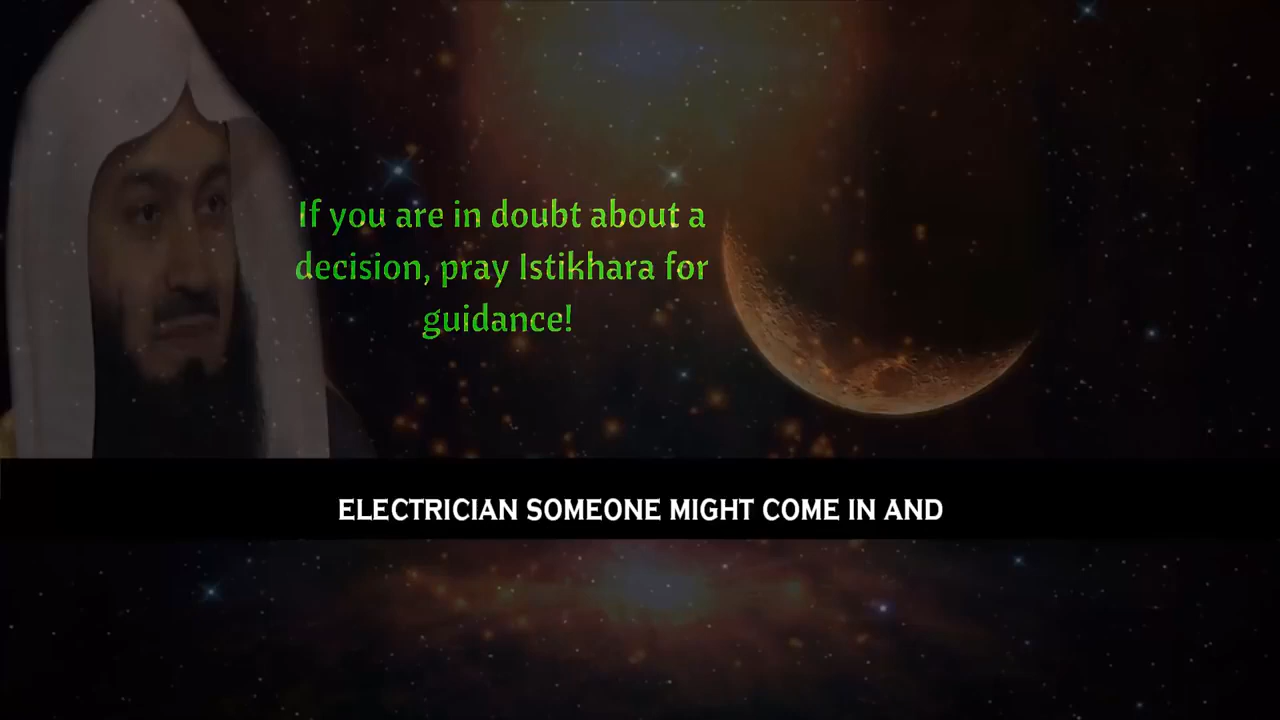 If you are in doubt about a
decision, pray Istikhara for
guidance!
ELECTRICIAN SOMEONE MIGHT COME IN AND